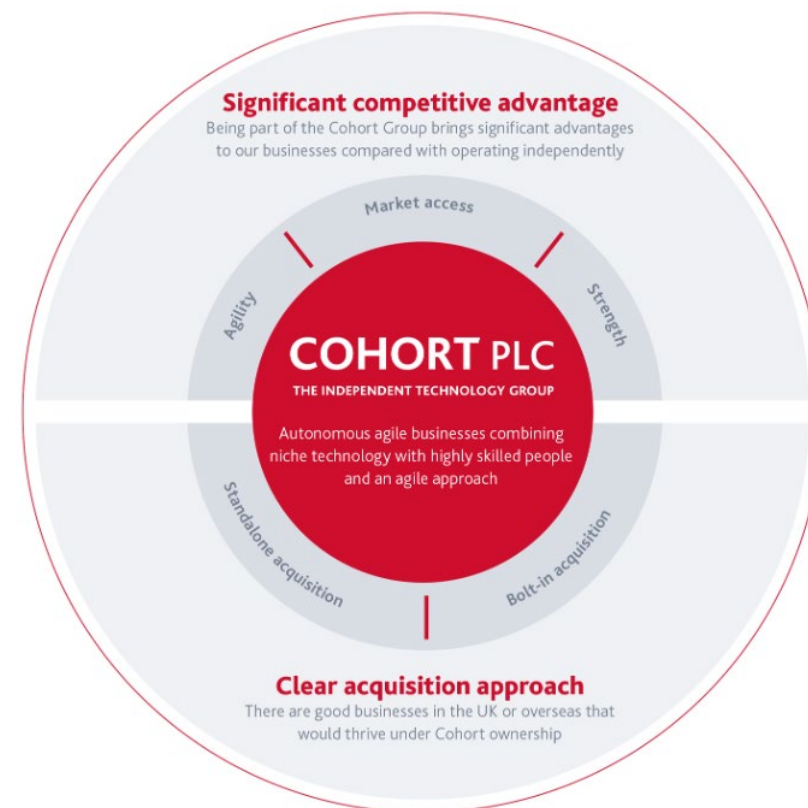 Significant competitive advantage
Being part of the Cohort Group brings significant advantages
to our businesses compared with operating independently
Market access
Agility
Strength
COHORT PLC
THE INDEPENDENT TECHNOLOGY GROUP
Autonomous agile businesses combining
niche technology with highly skilled people
and an agile approach
Standalone acquisition
Bolt-in acquisition
Clear acquisition approach
There are good businesses in the UK or overseas that
would thrive under Cohort ownership